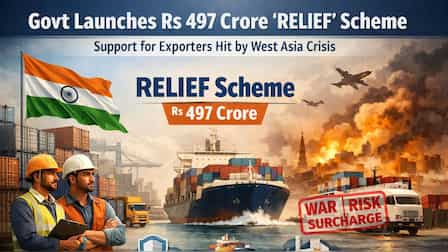 Govt Launches Rs 497 Crore ‘RELIEF’ Scheme
Support for Exporters Hit by West Asia Crisis
RELIEF Scheme
Rs 497 Crore
WAR RISK
SURCHARGE